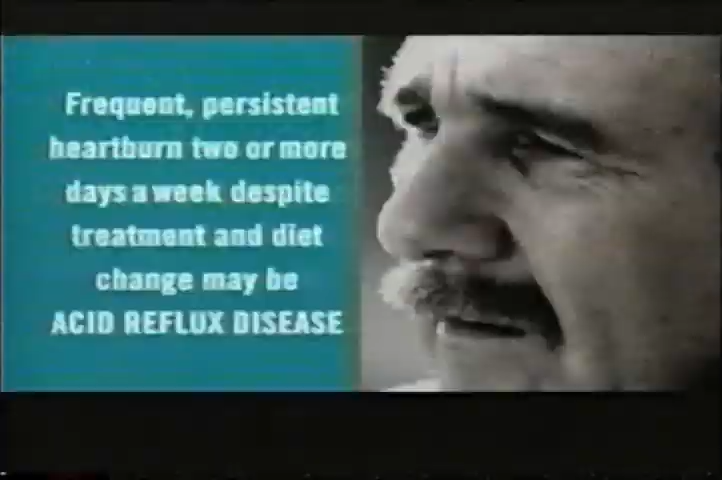 Frequent, persistent
heartburn two or more
days a week despite
treatment and diet
change may be
ACID REFLUX DISEASE